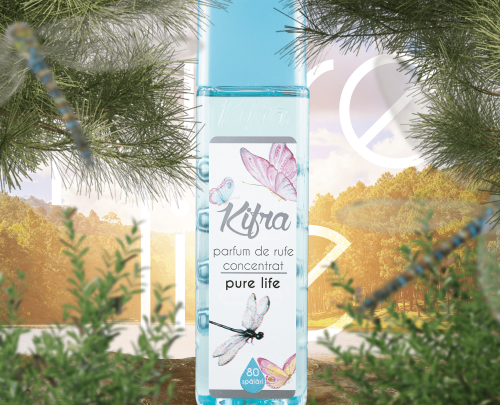 Kifra
parfum de rufe
concentrat
pure life
80
spălări